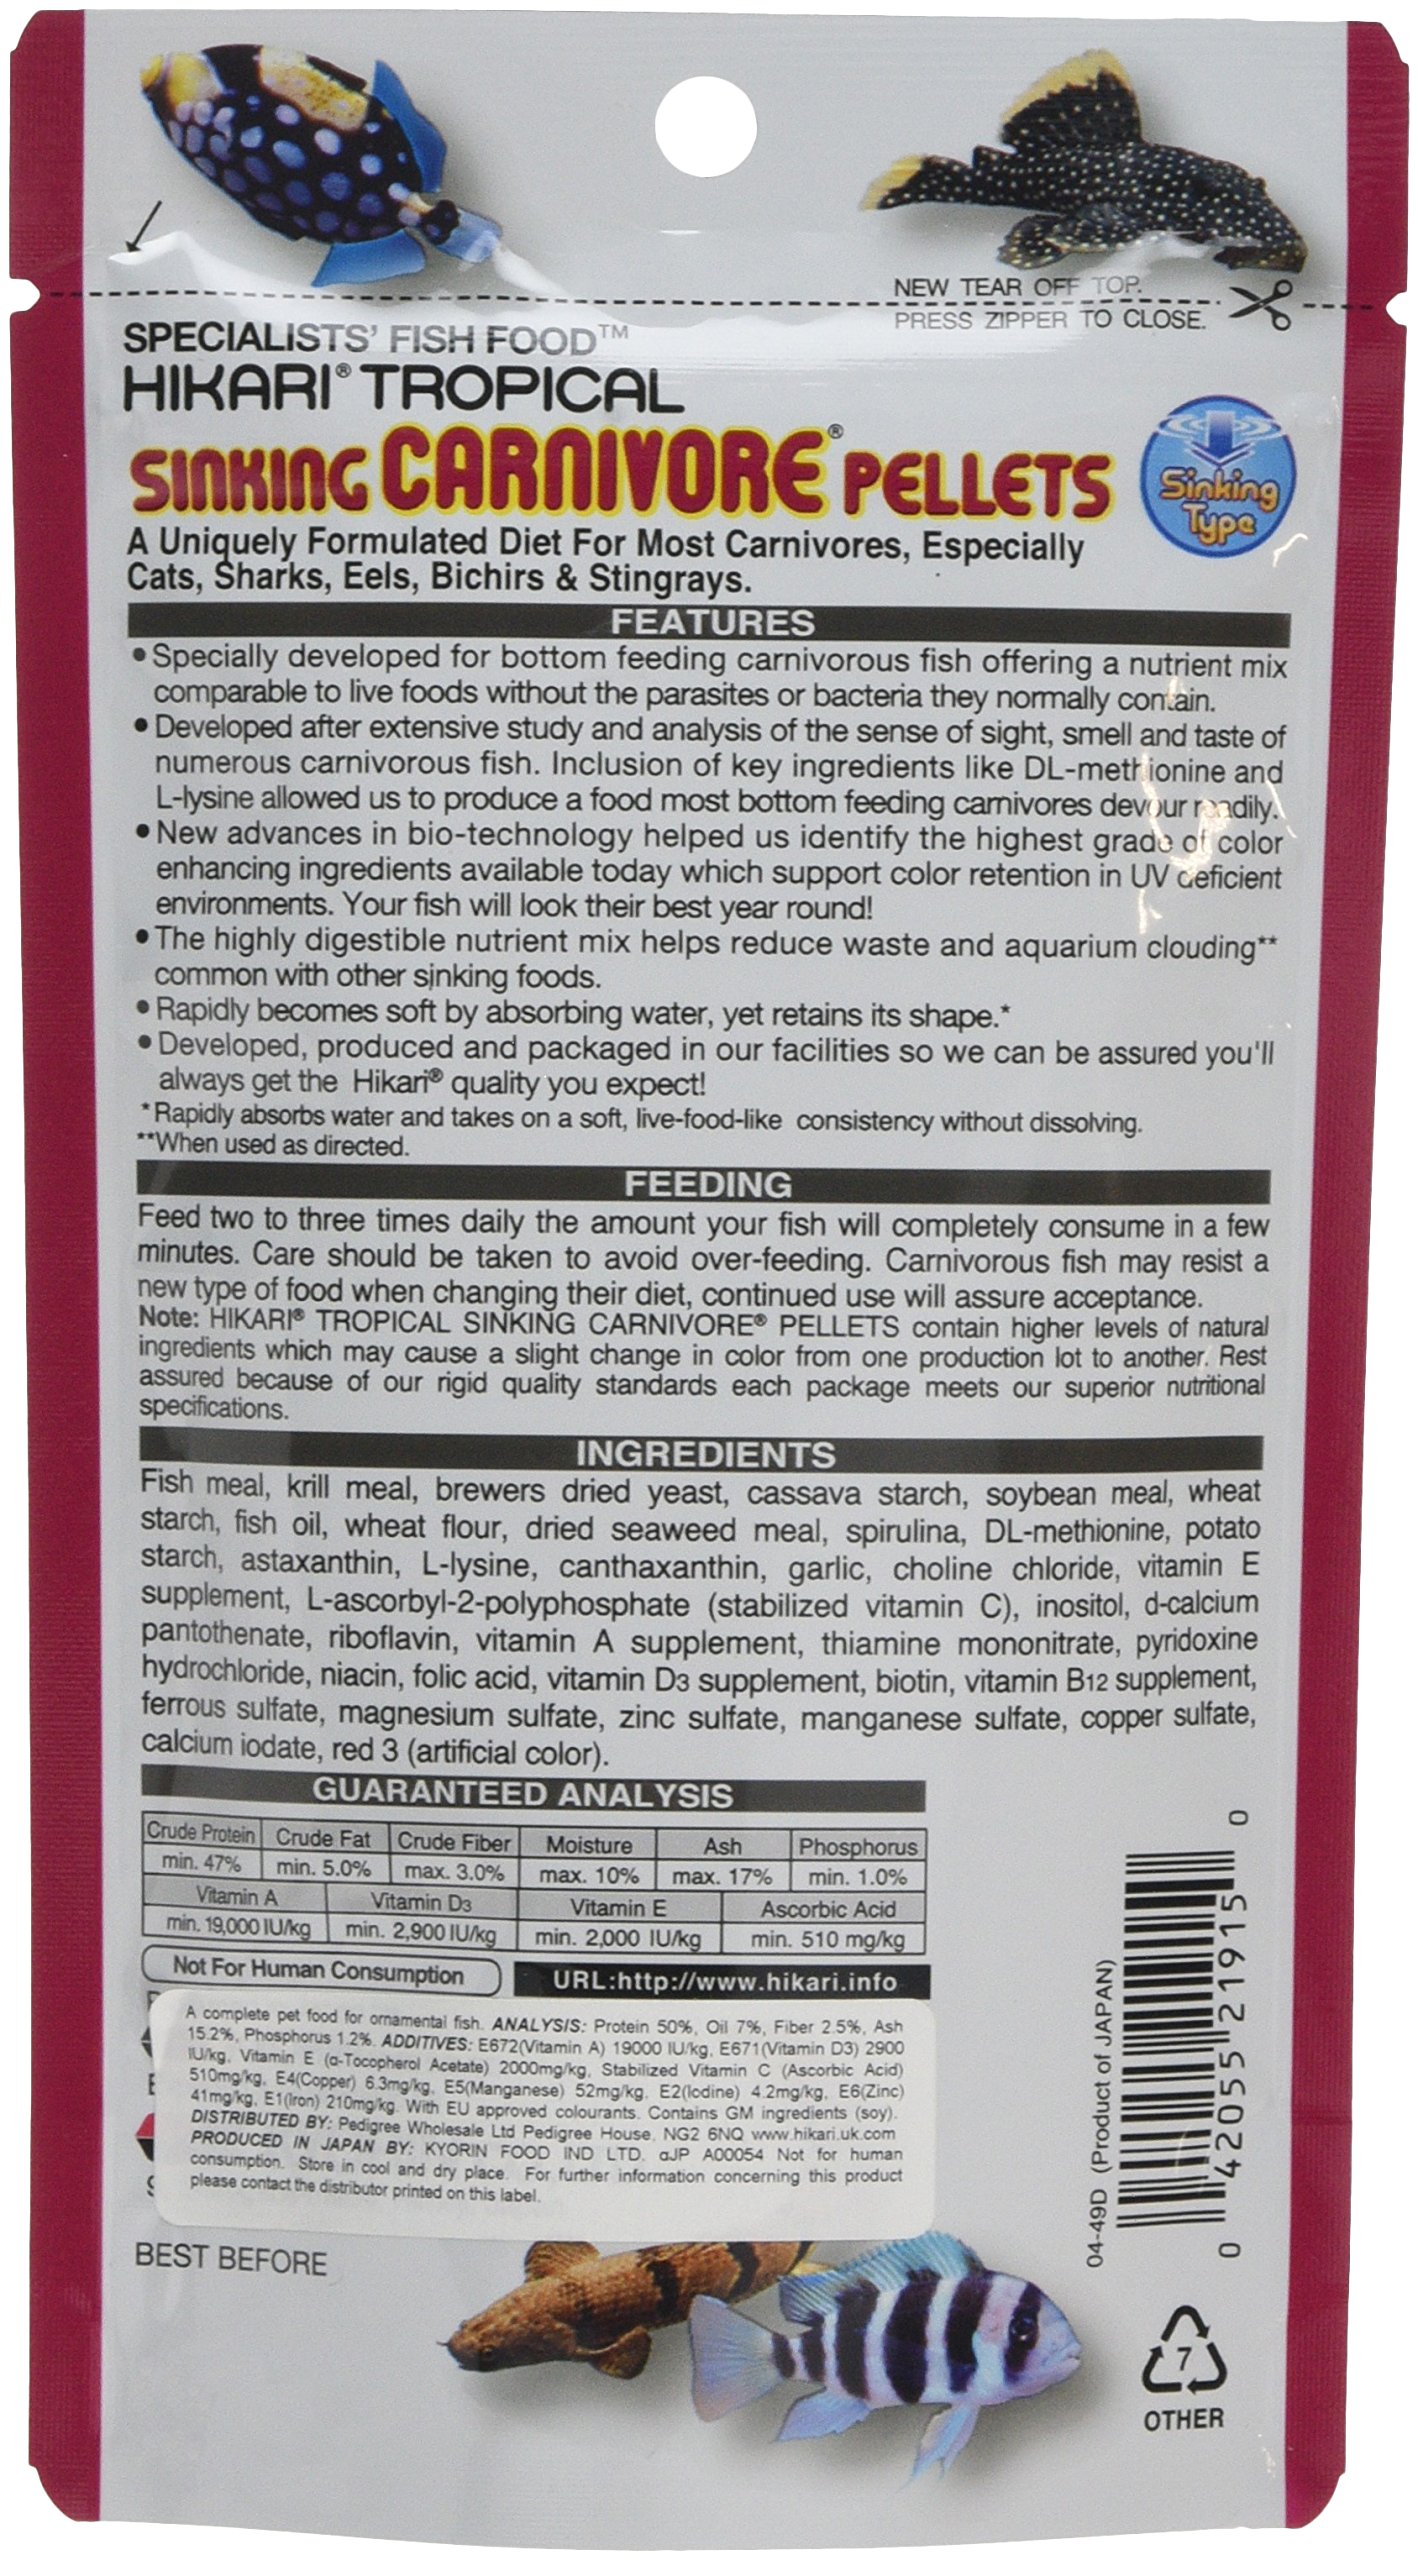 NEW TEAR OFF TOP.
PRESS ZIPPER TO CLOSE.
SPECIALISTS' FISH FOOD™
HIKARI® TROPICAL
SINKING CARNIVORE® PELLETS
Sinking
Type
A Uniquely Formulated Diet For Most Carnivores, Especially
Cats, Sharks, Eels, Bichirs & Stingrays.
FEATURES
• Specially developed for bottom feeding carnivorous fish offering a nutrient mix
comparable to live foods without the parasites or bacteria they normally contain.
• Developed after extensive study and analysis of the sense of sight, smell and taste of
numerous carnivorous fish. Inclusion of key ingredients like DL-methionine and
L-lysine allowed us to produce a food most bottom feeding carnivores devour readily.
• New advances in bio-technology helped us identify the highest grade of color
enhancing ingredients available today which support color retention in UV deficient
environments. Your fish will look their best year round!
• The highly digestible nutrient mix helps reduce waste and aquarium clouding**
common with other sinking foods.
• Rapidly becomes soft by absorbing water, yet retains its shape.*
• Developed, produced and packaged in our facilities so we can be assured you'll
always get the Hikari® quality you expect!
*Rapidly absorbs water and takes on a soft, live-food-like consistency without dissolving.
**When used as directed.
FEEDING
Feed two to three times daily the amount your fish will completely consume in a few
minutes. Care should be taken to avoid over-feeding. Carnivorous fish may resist a
new type of food when changing their diet, continued use will assure acceptance.
Note: HIKARI® TROPICAL SINKING CARNIVORE® PELLETS contain higher levels of natural
ingredients which may cause a slight change in color from one production lot to another. Rest
assured because of our rigid quality standards each package meets our superior nutritional
specifications.
INGREDIENTS
Fish meal, krill meal, brewers dried yeast, cassava starch, soybean meal, wheat
starch, fish oil, wheat flour, dried seaweed meal, spirulina, DL-methionine, potato
starch, astaxanthin, L-lysine, canthaxanthin, garlic, choline chloride, vitamin E
supplement, L-ascorbyl-2-polyphosphate (stabilized vitamin C), inositol, d-calcium
pantothenate, riboflavin, vitamin A supplement, thiamine mononitrate, pyridoxine
hydrochloride, niacin, folic acid, vitamin D3 supplement, biotin, vitamin B12 supplement,
ferrous sulfate, magnesium sulfate, zinc sulfate, manganese sulfate, copper sulfate,
calcium iodate, red 3 (artificial color).
GUARANTEED ANALYSIS
Crude Protein Crude Fat Crude Fiber Moisture Ash Phosphorus
min. 47% min. 5.0% max. 3.0% max. 10% max. 17% min. 1.0%
Vitamin A Vitamin D3 Vitamin E Ascorbic Acid
min. 19,000 IU/kg min. 2,900 IU/kg min. 2,000 IU/kg min. 510 mg/kg
Not For Human Consumption
URL:http://www.hikari.info
A complete pet food for ornamental fish. ANALYSIS: Protein 50%, Oil 7%, Fiber 2.5%, Ash
15.2%, Phosphorus 1.2%. ADDITIVES: E672(Vitamin A) 19000 IU/kg, E671(Vitamin D3) 2900
IU/kg, Vitamin E (α-Tocopherol Acetate) 2000mg/kg, Stabilized Vitamin C (Ascorbic Acid)
510mg/kg, E4(Copper) 6.3mg/kg, E5(Manganese) 52mg/kg, E2(Iodine) 4.2mg/kg, E6(Zinc)
41mg/kg, E1(Iron) 210mg/kg. With EU approved colourants. Contains GM ingredients (soy).
DISTRIBUTED BY: Pedigree Wholesale Ltd Pedigree House, NG2 6NQ www.hikari.uk.com
PRODUCED IN JAPAN BY: KYORIN FOOD IND LTD. αJP A00054 Not for human
consumption. Store in cool and dry place. For further information concerning this product
please contact the distributor printed on this label.
BEST BEFORE
04-49D (Product of JAPAN)
0 42055 21915 0
7
OTHER